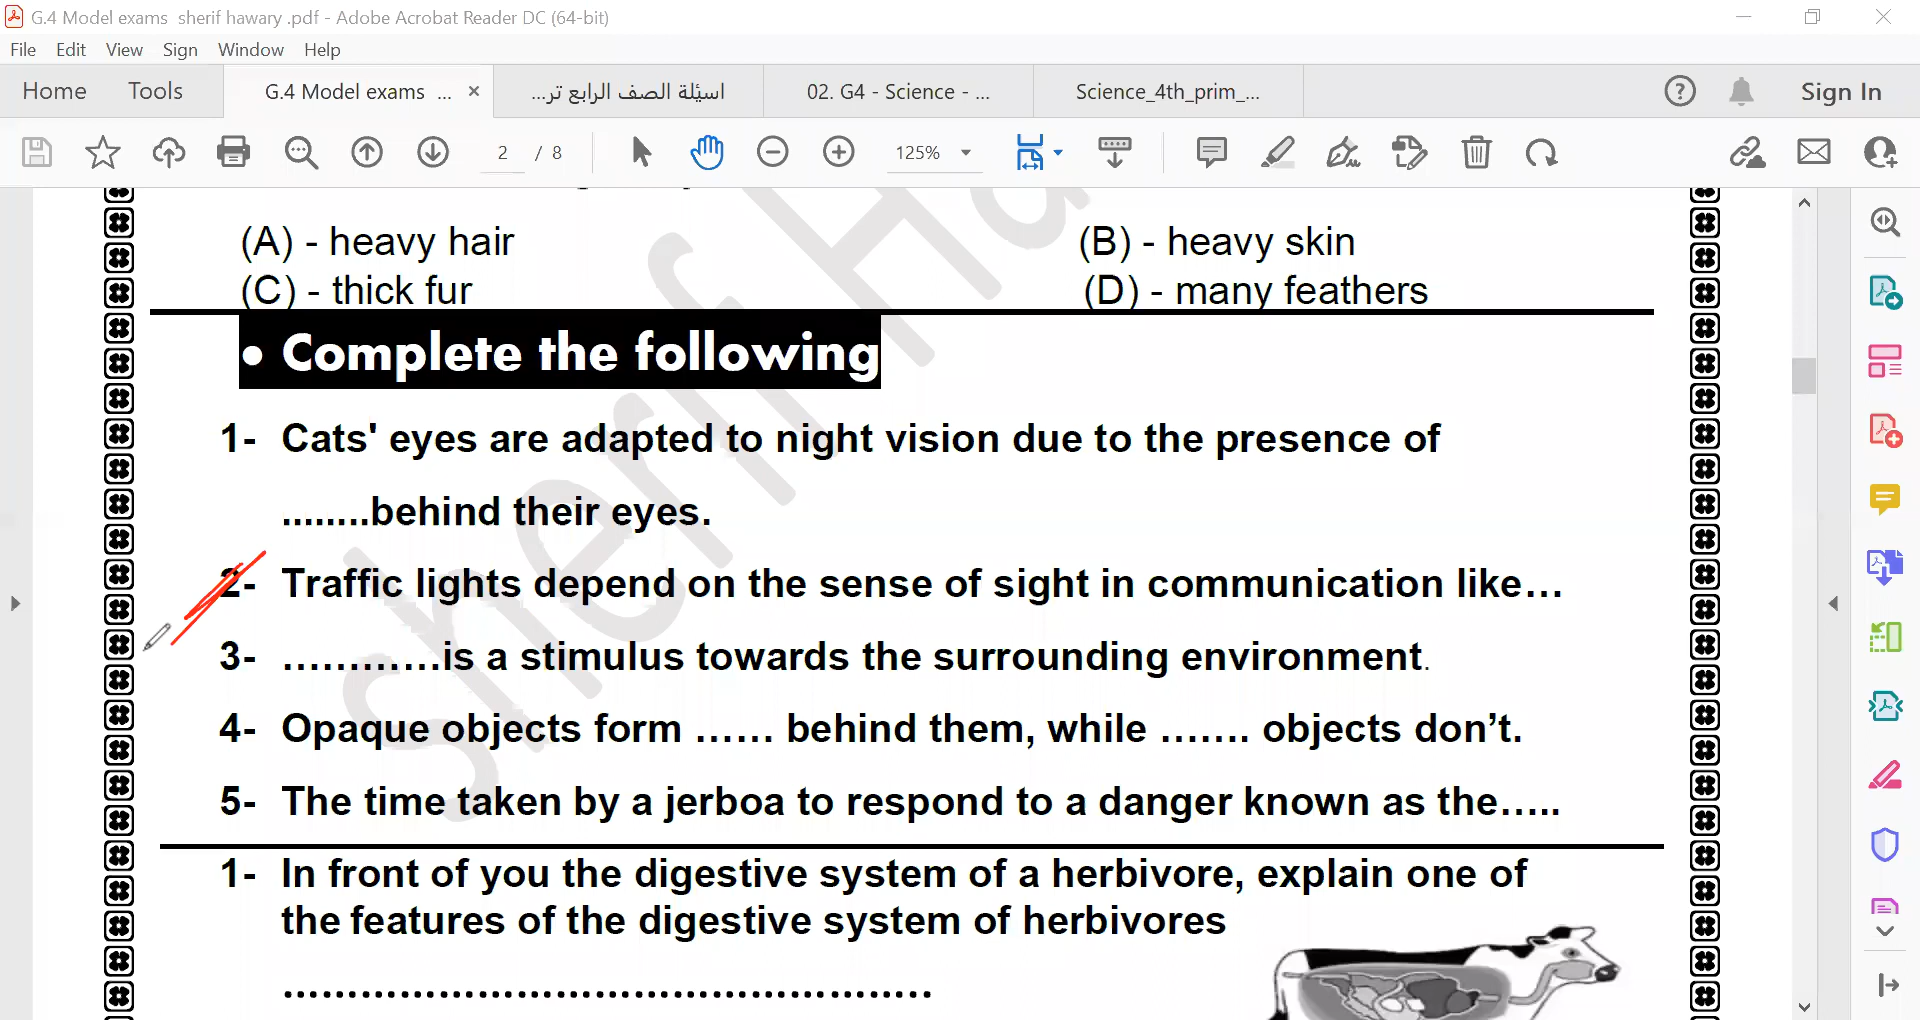 G.4 Model exams sherif hawary .pdf - Adobe Acrobat Reader DC (64-bit)
File Edit View Sign Window Help
Home Tools G.4 Model exams ... × اسئلة الصف الرابع تر... 02. G4 - Science - ... Science_4th_prim_... Sign In
2 / 8 125%
(A) - heavy hair (B) - heavy skin
(C) - thick fur (D) - many feathers
• Complete the following
1- Cats' eyes are adapted to night vision due to the presence of
........behind their eyes.
2- Traffic lights depend on the sense of sight in communication like…
3- …………is a stimulus towards the surrounding environment.
4- Opaque objects form …… behind them, while ……. objects don’t.
5- The time taken by a jerboa to respond to a danger known as the…..
1- In front of you the digestive system of a herbivore, explain one of
the features of the digestive system of herbivores
................................................
sherif Ha